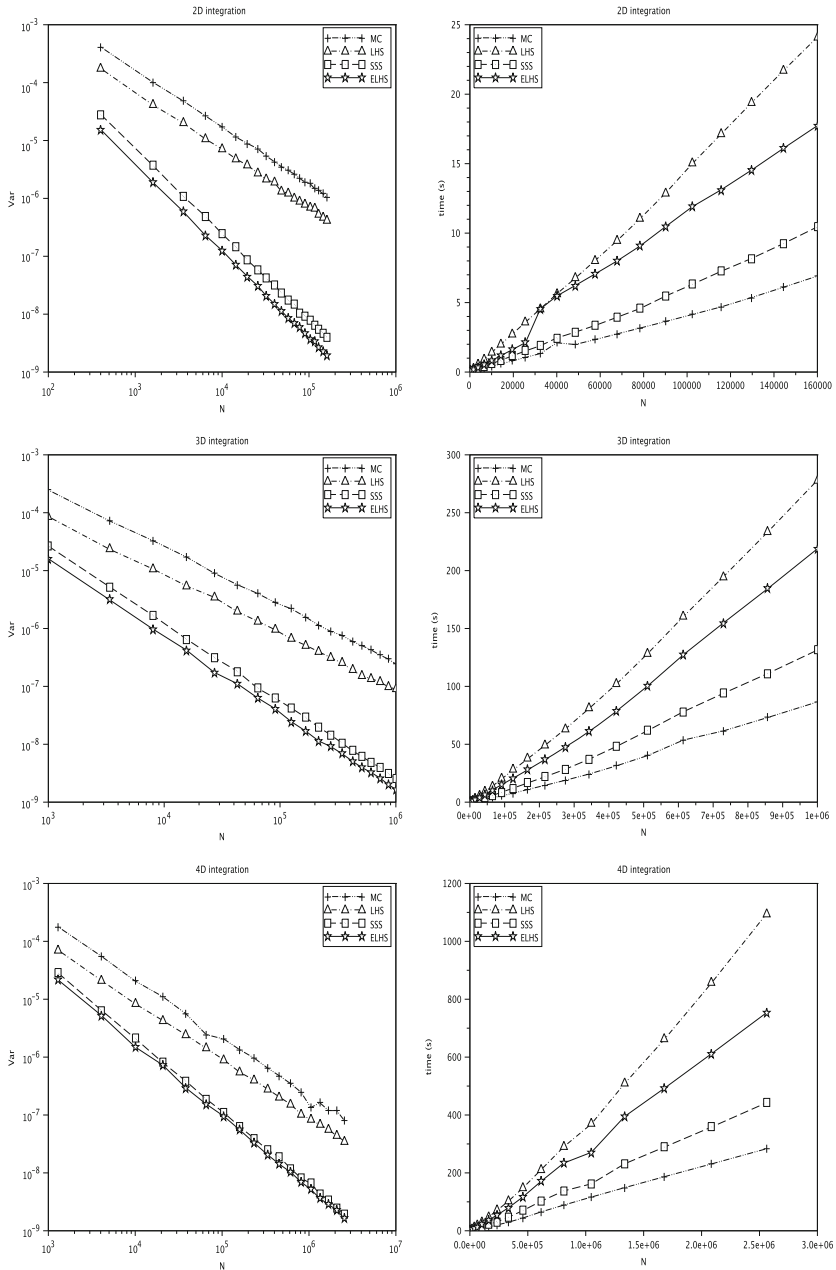 2D integration
10^-3
10^-4
10^-5
10^-6
10^-7
10^-8
10^-9
Var
10^2
10^3
10^4
10^5
10^6
N
MC
LHS
SSS
ELHS
2D integration
25
20
15
10
5
0
time (s)
0
20000
40000
60000
80000
100000
120000
140000
160000
N
MC
LHS
SSS
ELHS
3D integration
10^-3
10^-4
10^-5
10^-6
10^-7
10^-8
10^-9
Var
10^3
10^4
10^5
10^6
N
MC
LHS
SSS
ELHS
3D integration
300
250
200
150
100
50
0
time (s)
0e+00
1e+05
2e+05
3e+05
4e+05
5e+05
6e+05
7e+05
8e+05
9e+05
1e+06
N
MC
LHS
SSS
ELHS
4D integration
10^-3
10^-4
10^-5
10^-6
10^-7
10^-8
10^-9
Var
10^3
10^4
10^5
10^6
10^7
N
MC
LHS
SSS
ELHS
4D integration
1200
1000
800
600
400
200
0
time (s)
0.0e+00
5.0e+05
1.0e+06
1.5e+06
2.0e+06
2.5e+06
3.0e+06
N
MC
LHS
SSS
ELHS